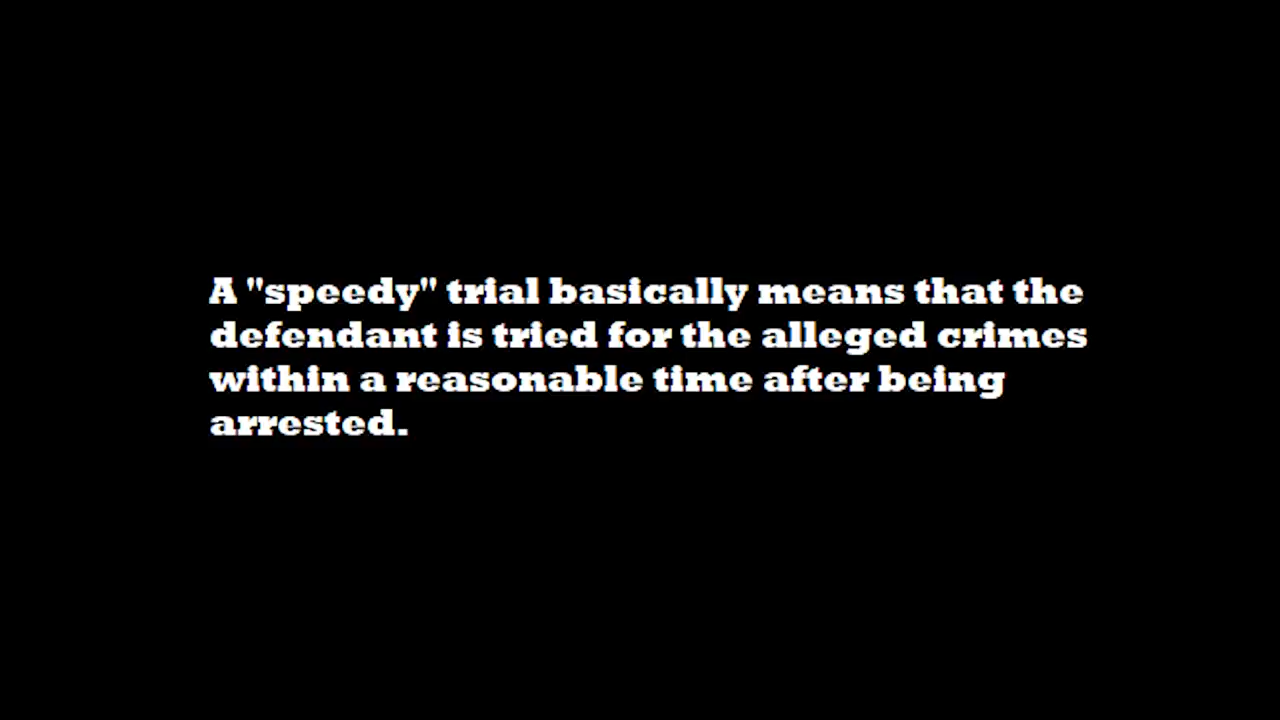 A "speedy" trial basically means that the
defendant is tried for the alleged crimes
within a reasonable time after being
arrested.